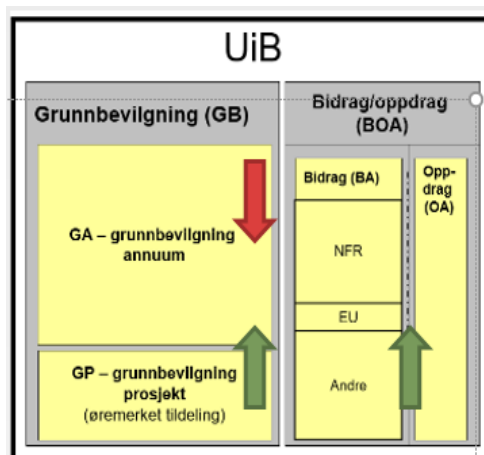 UiB
Grunnbevilgning (GB)
GA – grunnbevilgning
annuum
GP – grunnbevilgning
prosjekt
(øremerket tildeling)
Bidrag/oppdrag
(BOA)
Bidrag (BA)
NFR
EU
Andre
Opp-
drag
(OA)